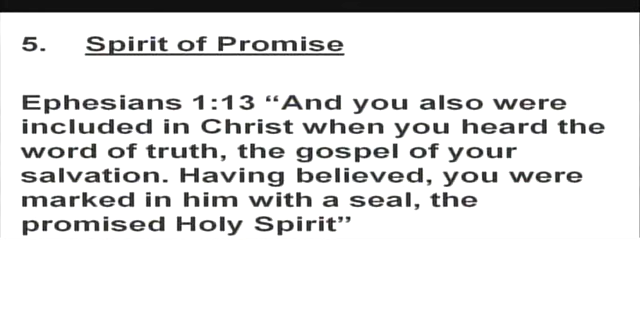 5. Spirit of Promise
Ephesians 1:13 “And you also were
included in Christ when you heard the
word of truth, the gospel of your
salvation. Having believed, you were
marked in him with a seal, the
promised Holy Spirit”